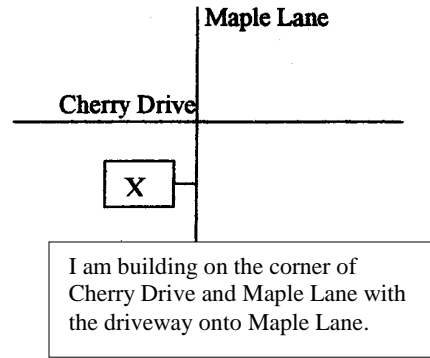 Maple Lane
Cherry Drive
X
I am building on the corner of
Cherry Drive and Maple Lane with
the driveway onto Maple Lane.